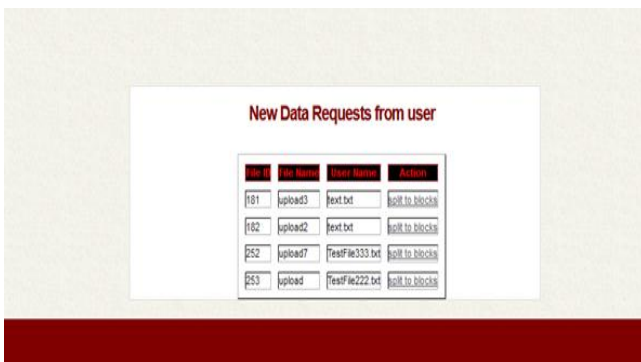 New Data Requests from user
File ID File Name User Name Action
181 upload3 text.txt split to blocks
182 upload2 text.txt split to blocks
252 upload7 TestFile333.txt split to blocks
253 upload TestFile222.txt split to blocks